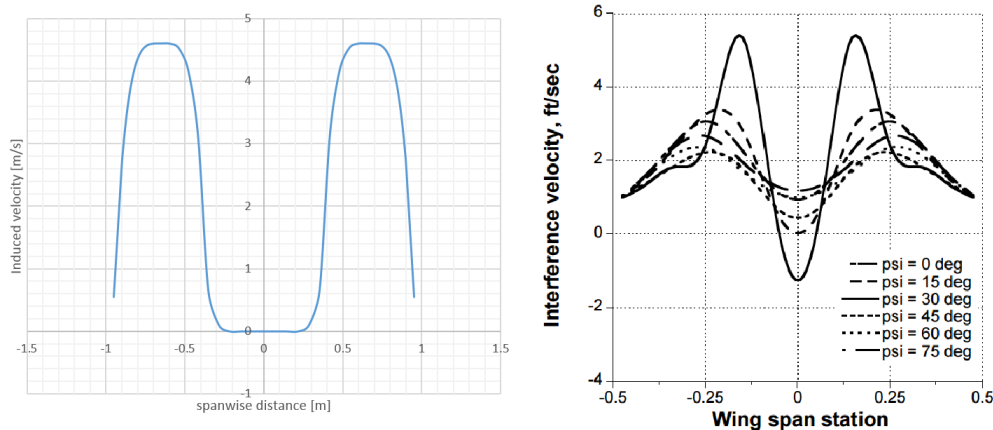 5
4
3
2
1
0
-1
-1.5
-1
-0.5
0
0.5
1
1.5
Induced velocity [m/s]
spanwise distance [m]
6
4
2
0
-2
-4
-0.5
-0.25
0
0.25
0.5
Interference velocity, ft/sec
Wing span station
psi = 0 deg
psi = 15 deg
psi = 30 deg
psi = 45 deg
psi = 60 deg
psi = 75 deg